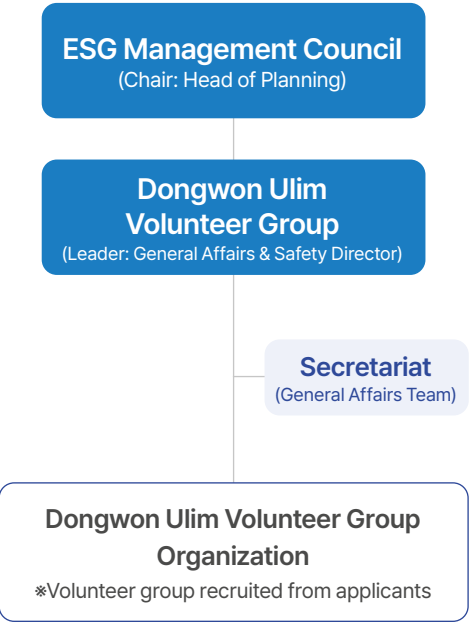 ESG Management Council
(Chair: Head of Planning)
Dongwon Ulim
Volunteer Group
(Leader: General Affairs & Safety Director)
Secretariat
(General Affairs Team)
Dongwon Ulim Volunteer Group
Organization
※Volunteer group recruited from applicants